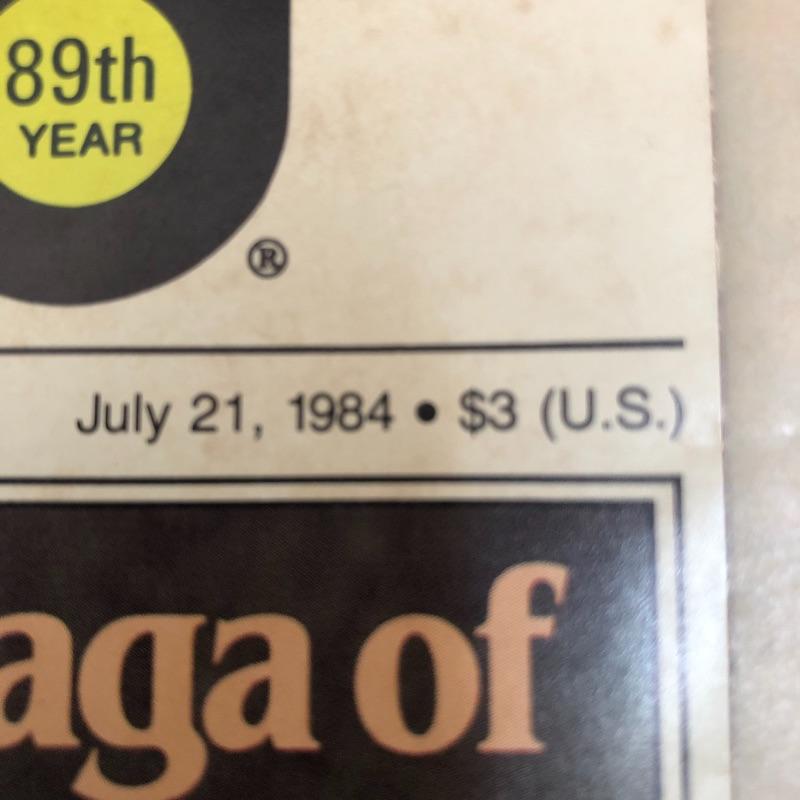 89th
YEAR
®
July 21, 1984 • $3 (U.S.)
aga of